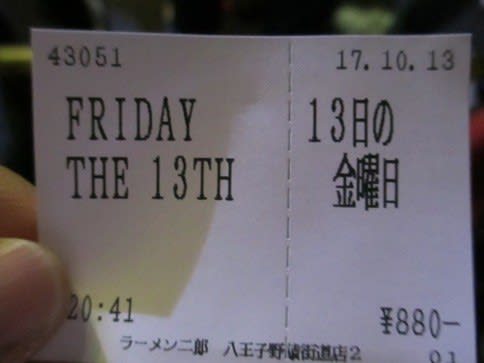 43051 17.10.13
FRIDAY 13日の
THE 13TH 金曜日
20:41 ¥880-
ラーメン二郎 八王子野猿街道店2
01